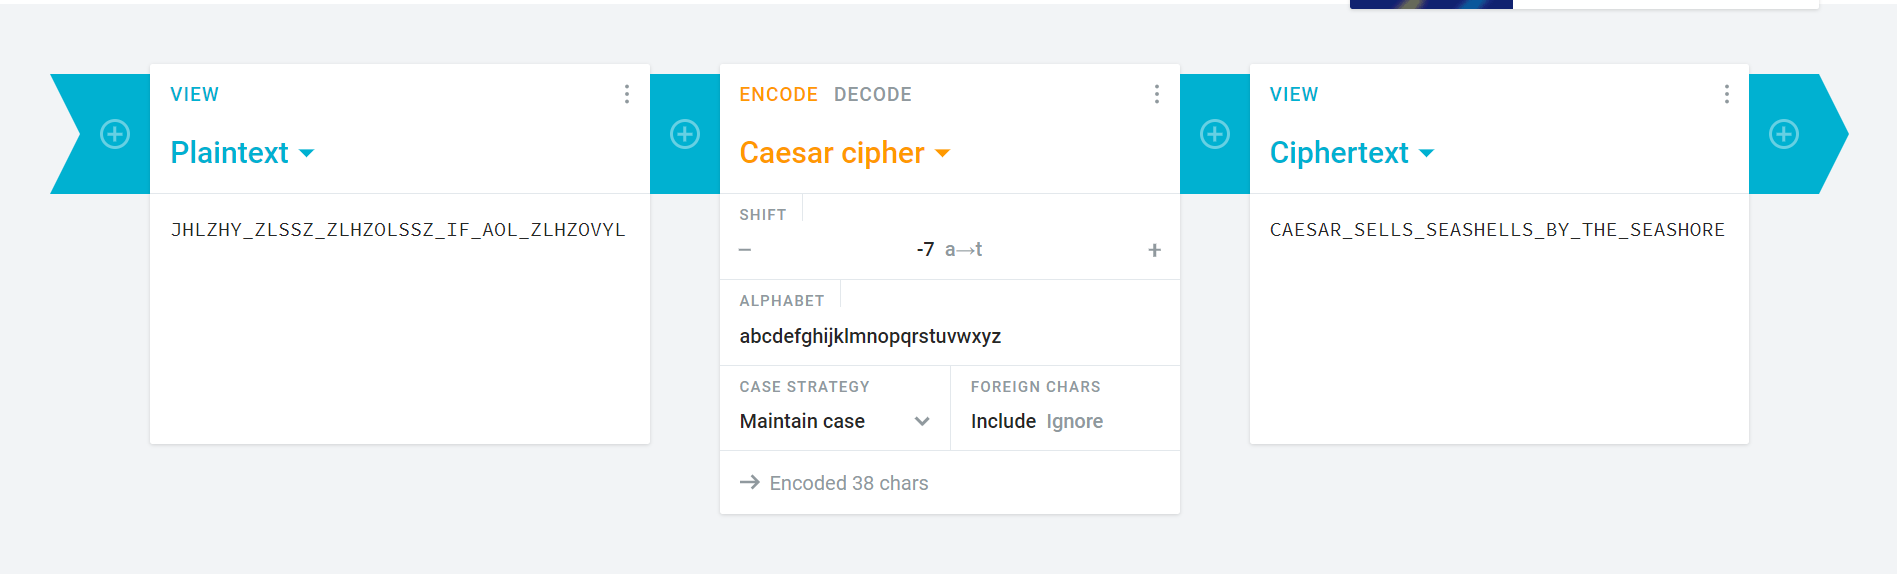 VIEW
Plaintext
JHLZHY_ZLSSZ_ZLHZOLSSZ_IF_AOL_ZLHZOVYL
ENCODE DECODE
Caesar cipher
SHIFT
− -7 a→t +
ALPHABET
abcdefghijklmnopqrstuvwxyz
CASE STRATEGY
Maintain case
FOREIGN CHARS
Include Ignore
→ Encoded 38 chars
VIEW
Ciphertext
CAESAR_SELLS_SEASHELLS_BY_THE_SEASHORE